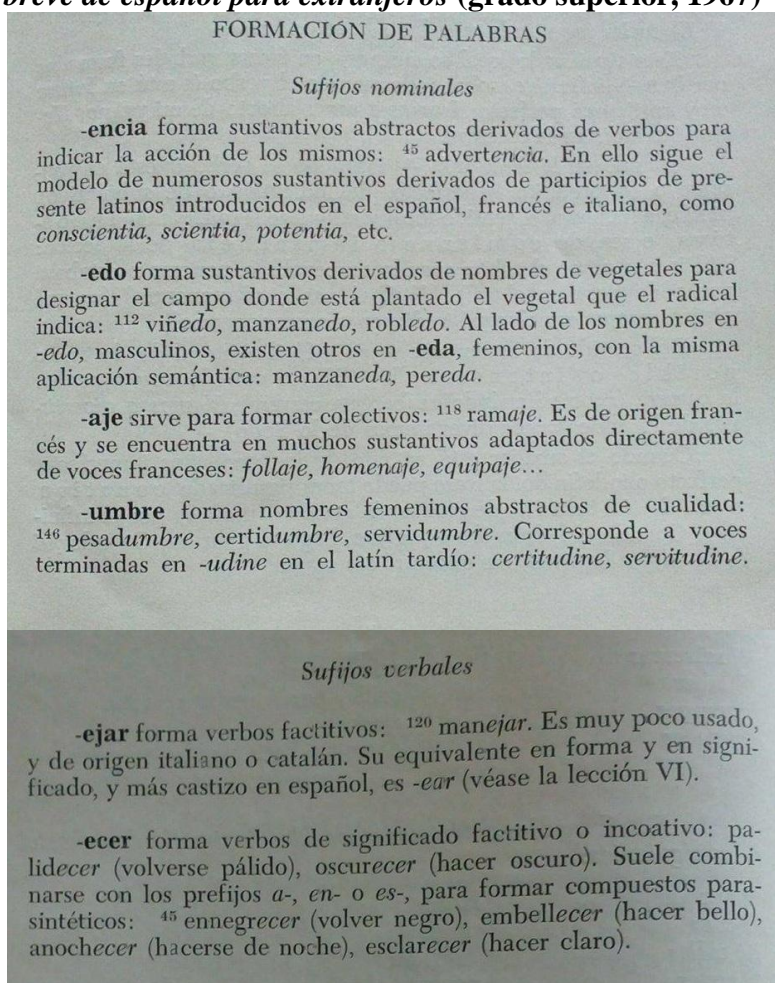 breve de español para extranjeros (grado superior, 1967)
FORMACIÓN DE PALABRAS
Sufijos nominales
-encia forma sustantivos abstractos derivados de verbos para
indicar la acción de los mismos: ⁴⁵ advertencia. En ello sigue el
modelo de numerosos sustantivos derivados de participios de pre-
sente latinos introducidos en el español, francés e italiano, como
conscientia, scientia, potentia, etc.
-edo forma sustantivos derivados de nombres de vegetales para
designar el campo donde está plantado el vegetal que el radical
indica: ¹¹² viñedo, manzanedo, robledo. Al lado de los nombres en
-edo, masculinos, existen otros en -eda, femeninos, con la misma
aplicación semántica: manzaneda, pereda.
-aje sirve para formar colectivos: ¹¹⁸ ramaje. Es de origen fran-
cés y se encuentra en muchos sustantivos adaptados directamente
de voces franceses: follaje, homenaje, equipaje...
-umbre forma nombres femeninos abstractos de cualidad:
¹⁴⁶ pesadumbre, certidumbre, servidumbre. Corresponde a voces
terminadas en -udine en el latín tardío: certitudine, servitudine.
Sufijos verbales
-ejar forma verbos factitivos: ¹²⁰ manejar. Es muy poco usado,
y de origen italiano o catalán. Su equivalente en forma y en signi-
ficado, y más castizo en español, es -ear (véase la lección VI).
-ecer forma verbos de significado factitivo o incoativo: pa-
lidecer (volverse pálido), oscurecer (hacer oscuro). Suele combi-
narse con los prefijos a-, en- o es-, para formar compuestos para-
sintéticos: ⁴⁵ ennegrecer (volver negro), embellecer (hacer bello),
anochecer (hacerse de noche), esclarecer (hacer claro).